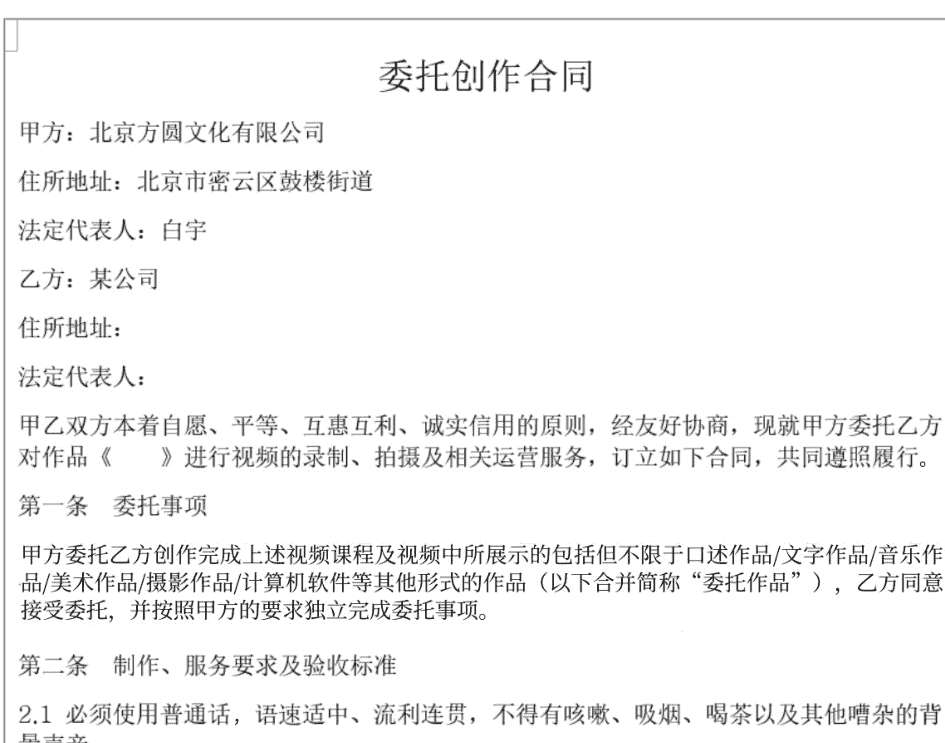 委托创作合同
甲方：北京方圆文化有限公司
住所地址：北京市密云区鼓楼街道
法定代表人：白宇
乙方：某公司
住所地址：
法定代表人：
甲乙双方本着自愿、平等、互惠互利、诚实信用的原则，经友好协商，现就甲方委托乙方
对作品《　　》进行视频的录制、拍摄及相关运营服务，订立如下合同，共同遵照履行。
第一条　委托事项
甲方委托乙方创作完成上述视频课程及视频中所展示的包括但不限于口述作品/文字作品/音乐作
品/美术作品/摄影作品/计算机软件等其他形式的作品（以下合并简称“委托作品”），乙方同意
接受委托，并按照甲方的要求独立完成委托事项。
第二条　制作、服务要求及验收标准
2.1 必须使用普通话，语速适中、流利连贯，不得有咳嗽、吸烟、喝茶以及其他嘈杂的背